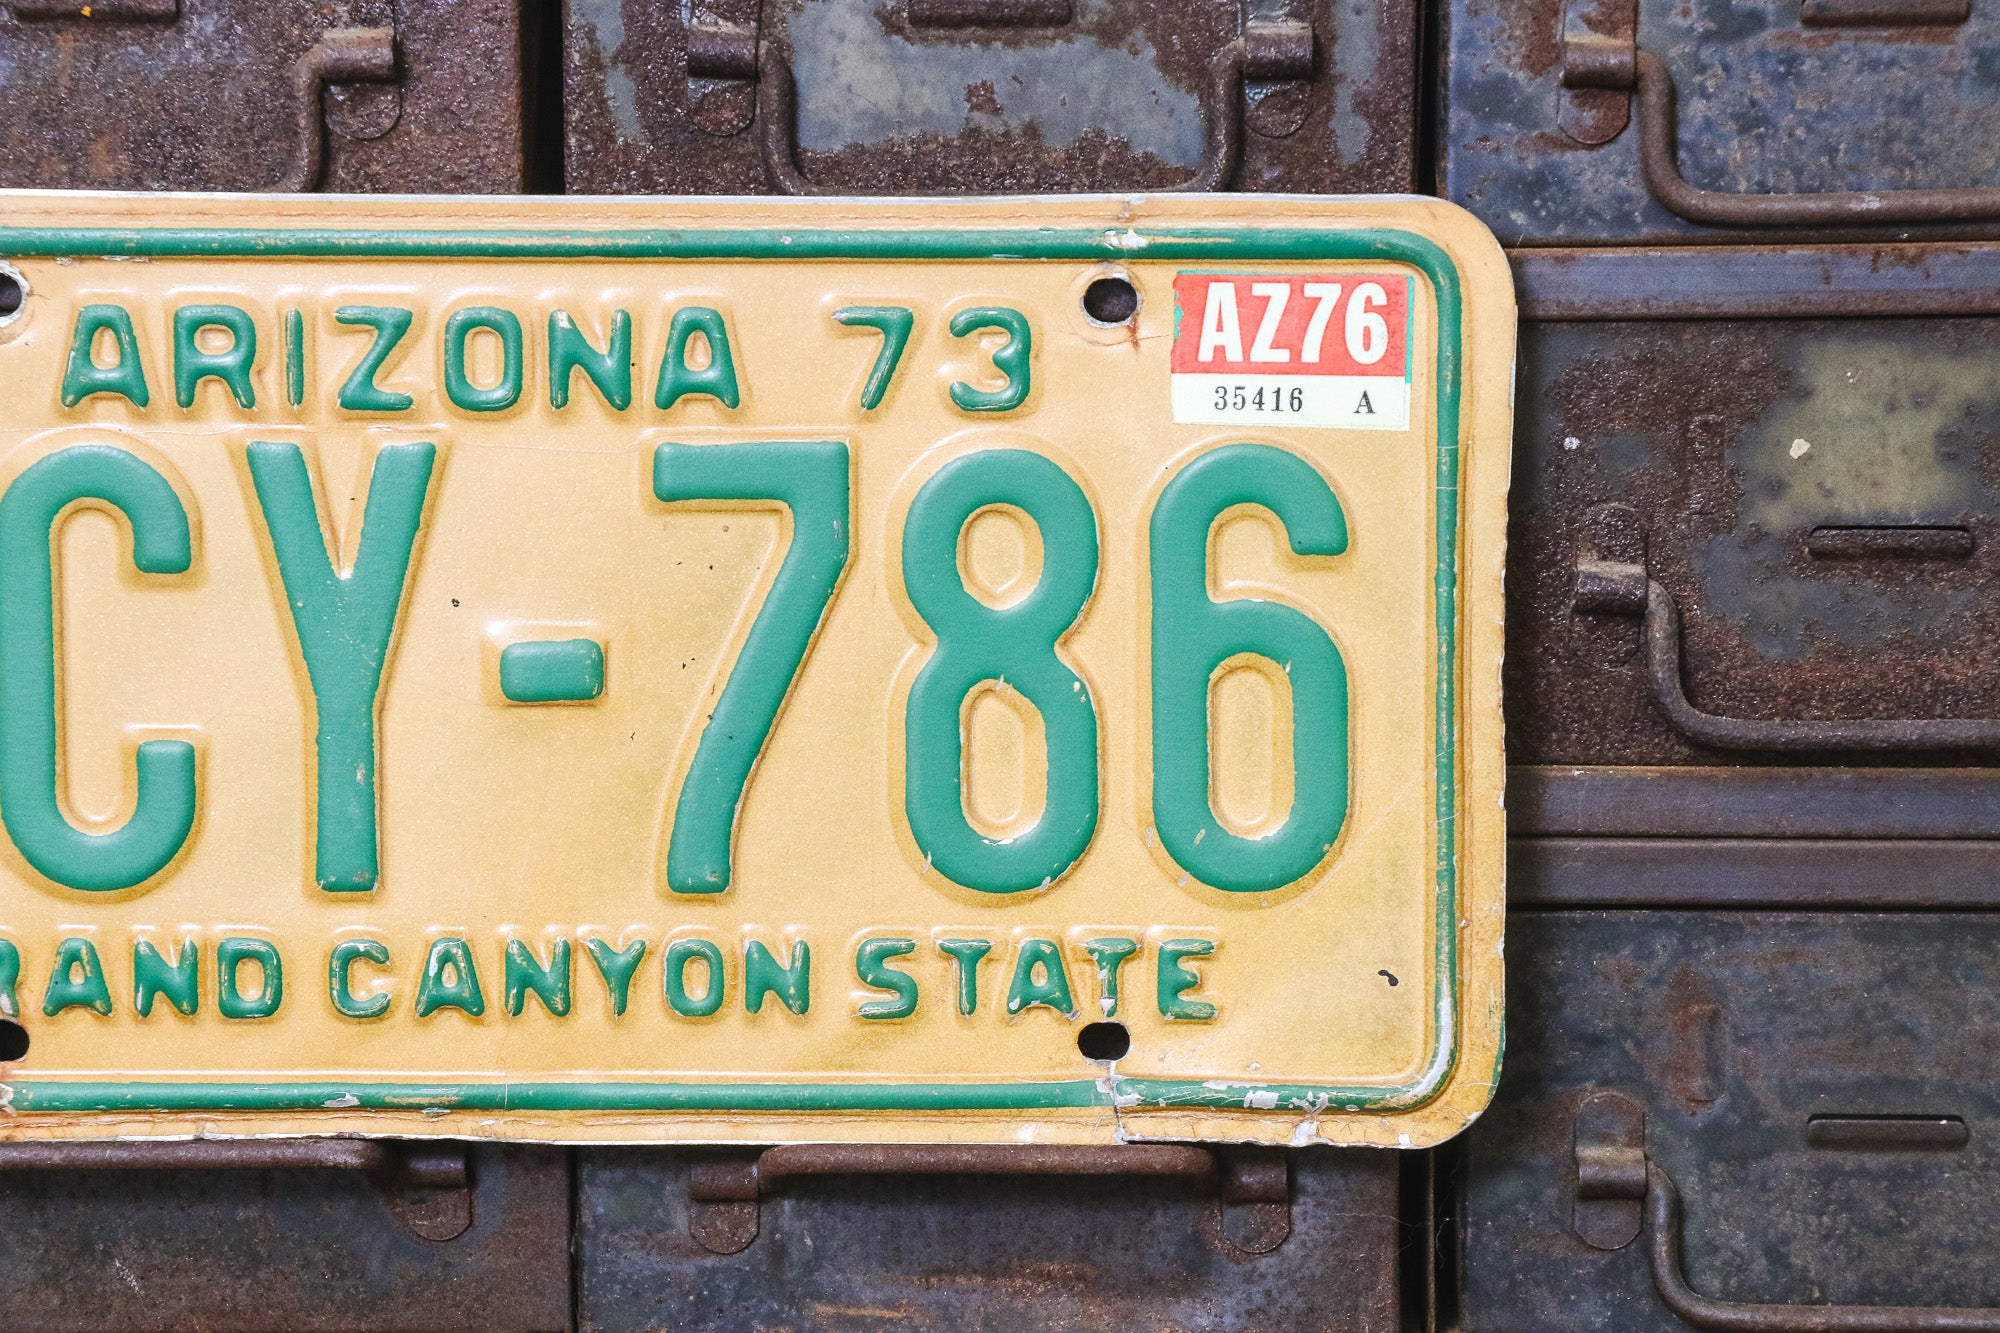 ARIZONA 73
AZ76
35416 A
CY-786
RAND CANYON STATE